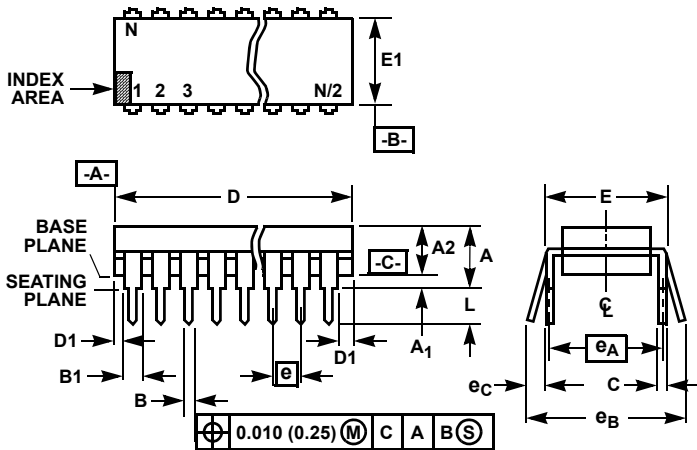 N
INDEX
AREA
1 2 3 N/2
E1
-B-
-A-
D
E
BASE
PLANE
A2
A
-C-
SEATING
PLANE
L
C̲L
D1
A1
D1
eA
B1
e
eC
C
B
eB
0.010 (0.25) Ⓜ C A B Ⓢ